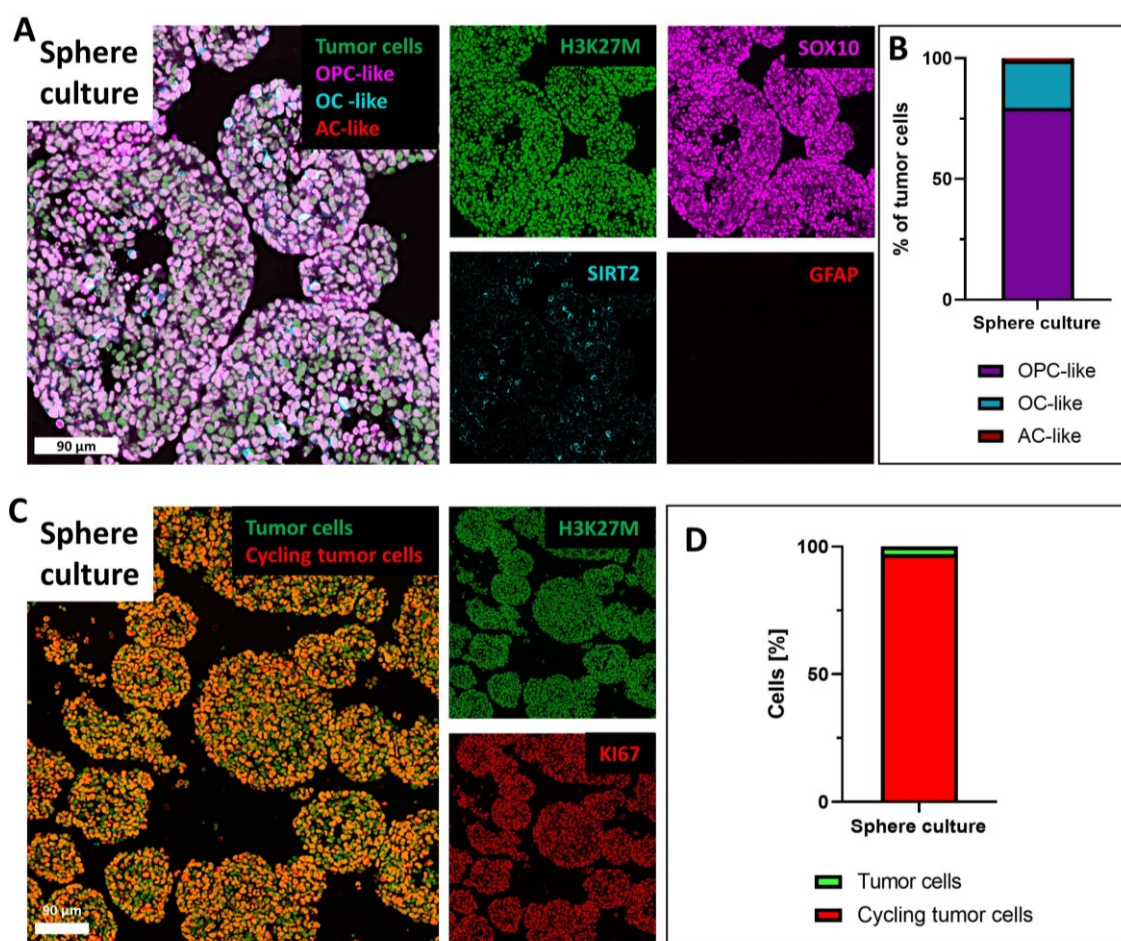 A
Sphere
culture
Tumor cells
OPC-like
OC -like
AC-like
90 µm
H3K27M
SOX10
SIRT2
GFAP
B
% of tumor cells
100
50
0
Sphere culture
OPC-like
OC-like
AC-like
C
Sphere
culture
Tumor cells
Cycling tumor cells
90 µm
H3K27M
KI67
D
Cells [%]
100
50
0
Sphere culture
Tumor cells
Cycling tumor cells